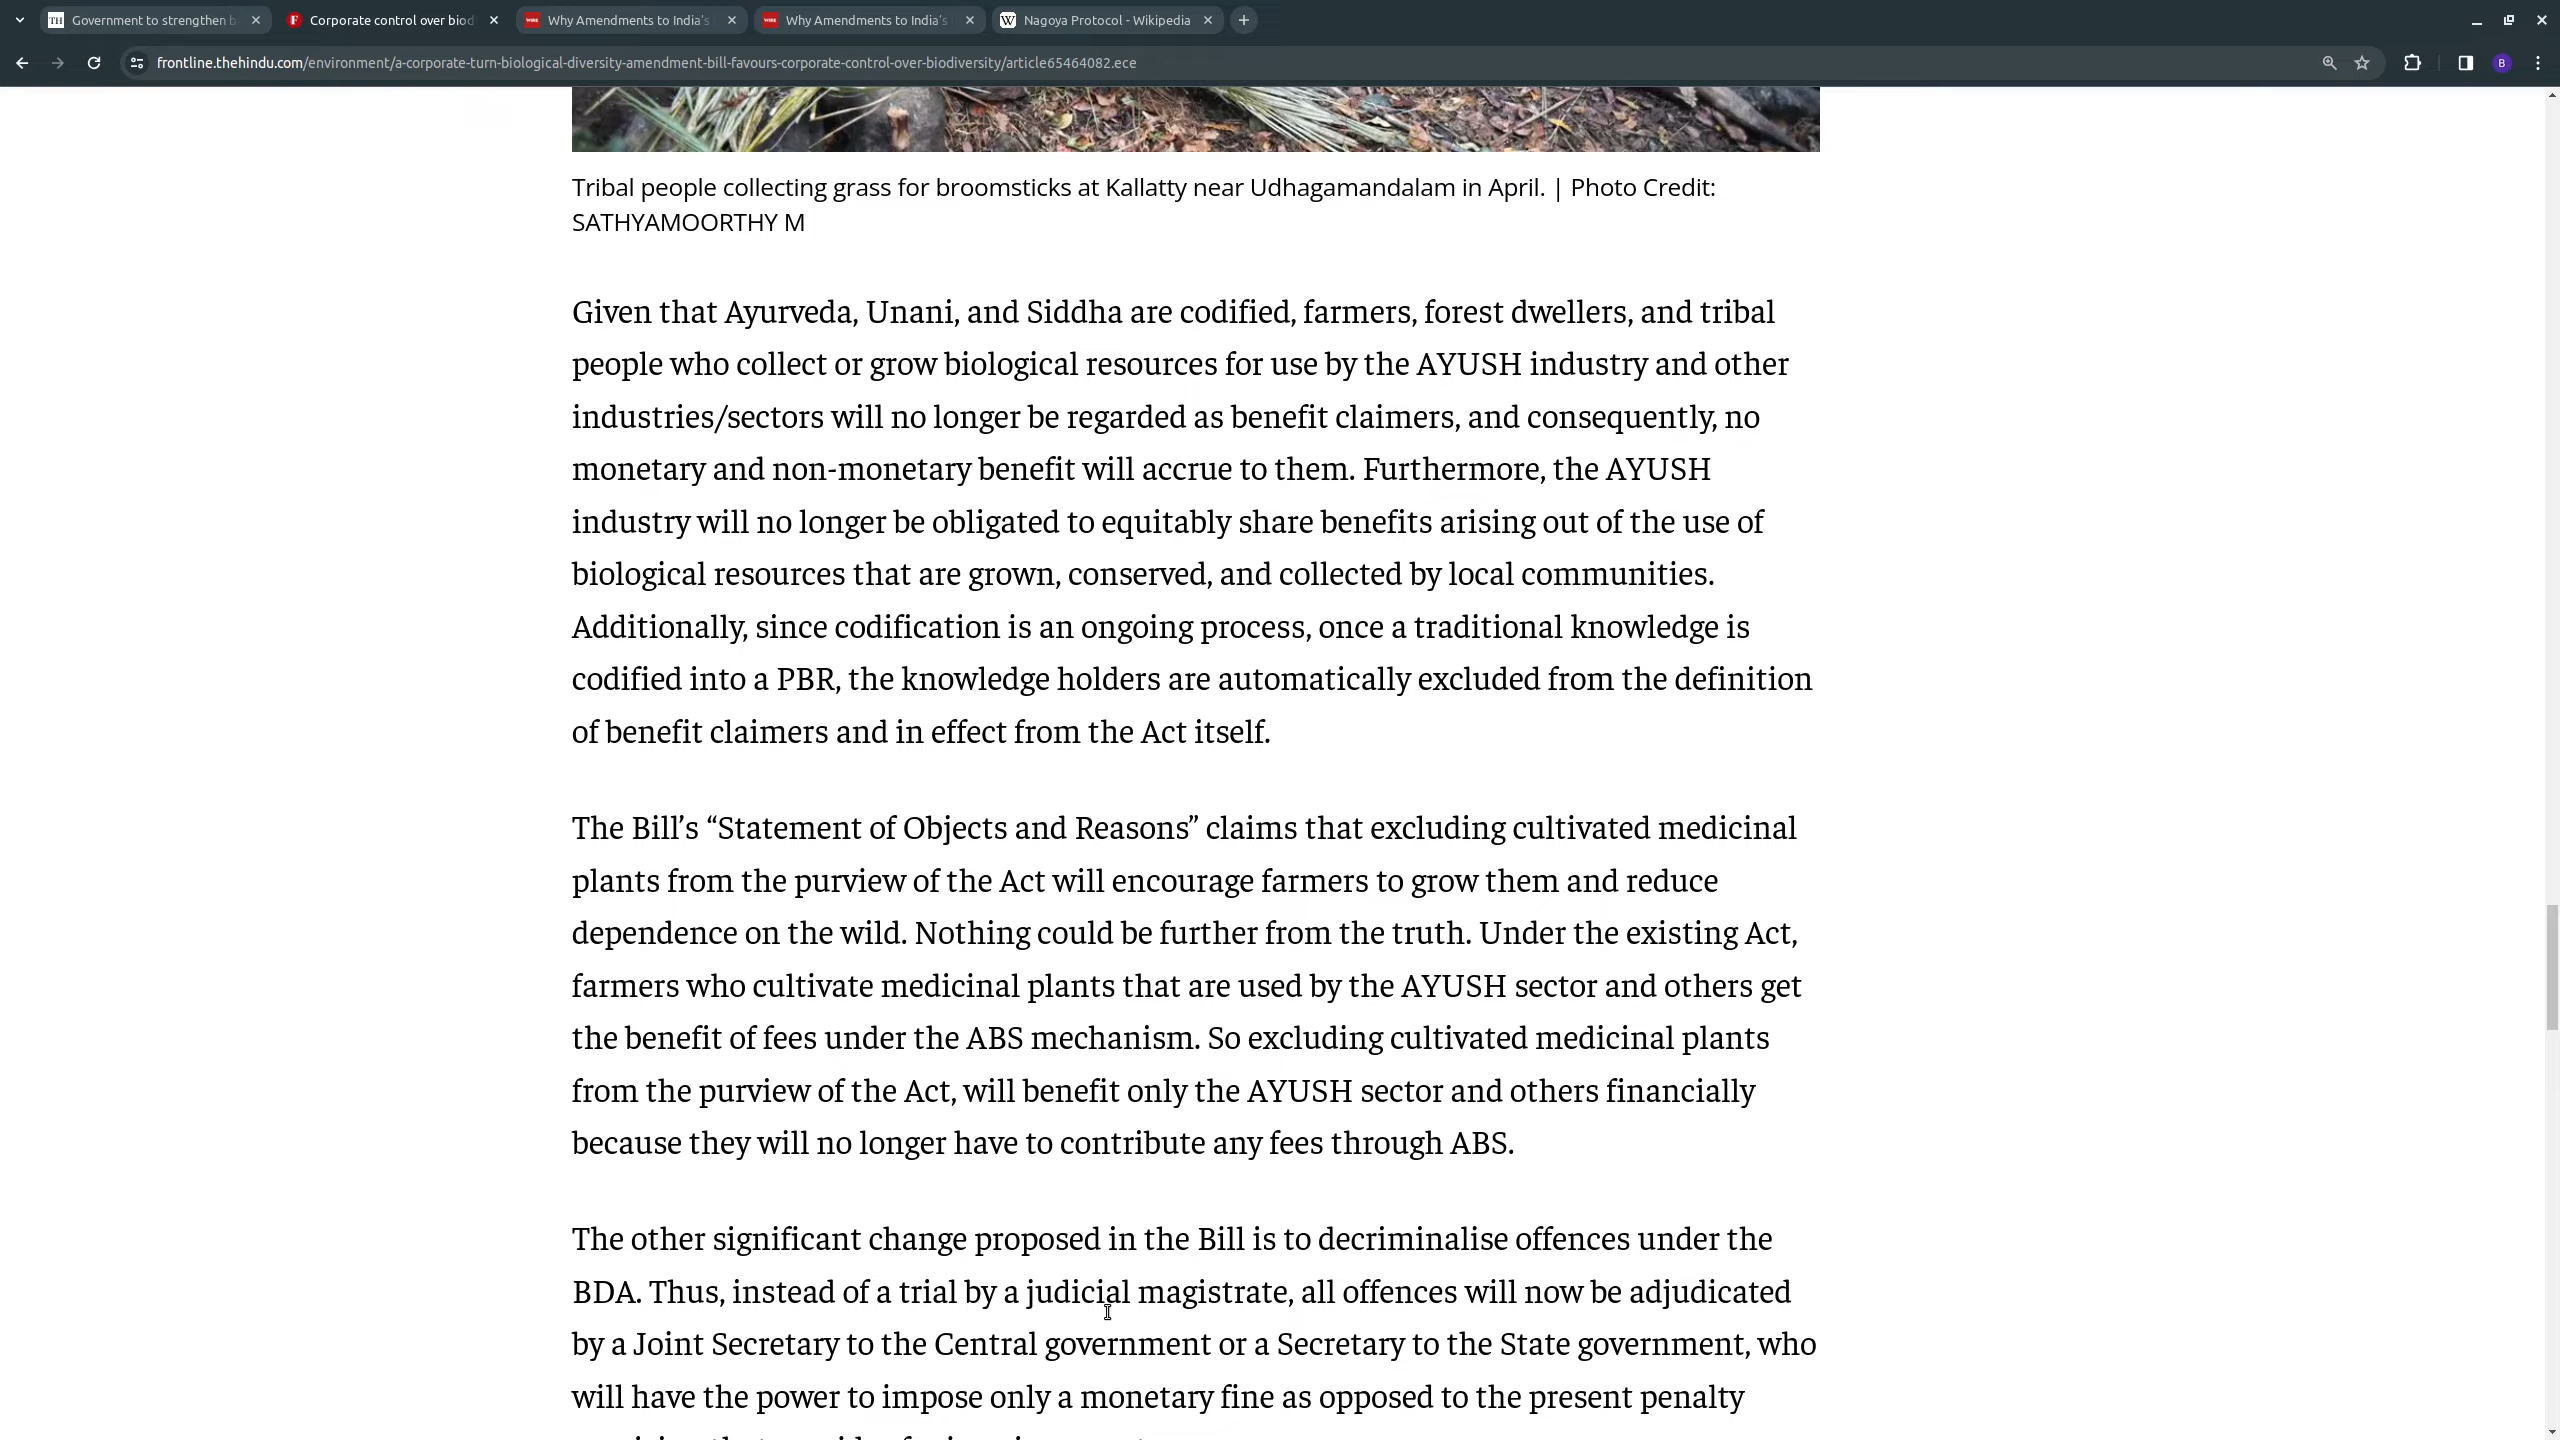 Government to strengthen b
Corporate control over biod
Why Amendments to India's
Why Amendments to India's
Nagoya Protocol - Wikipedia
frontline.thehindu.com/environment/a-corporate-turn-biological-diversity-amendment-bill-favours-corporate-control-over-biodiversity/article65464082.ece
Tribal people collecting grass for broomsticks at Kallatty near Udhagamandalam in April. | Photo Credit:
SATHYAMOORTHY M
Given that Ayurveda, Unani, and Siddha are codified, farmers, forest dwellers, and tribal
people who collect or grow biological resources for use by the AYUSH industry and other
industries/sectors will no longer be regarded as benefit claimers, and consequently, no
monetary and non-monetary benefit will accrue to them. Furthermore, the AYUSH
industry will no longer be obligated to equitably share benefits arising out of the use of
biological resources that are grown, conserved, and collected by local communities.
Additionally, since codification is an ongoing process, once a traditional knowledge is
codified into a PBR, the knowledge holders are automatically excluded from the definition
of benefit claimers and in effect from the Act itself.
The Bill’s “Statement of Objects and Reasons” claims that excluding cultivated medicinal
plants from the purview of the Act will encourage farmers to grow them and reduce
dependence on the wild. Nothing could be further from the truth. Under the existing Act,
farmers who cultivate medicinal plants that are used by the AYUSH sector and others get
the benefit of fees under the ABS mechanism. So excluding cultivated medicinal plants
from the purview of the Act, will benefit only the AYUSH sector and others financially
because they will no longer have to contribute any fees through ABS.
The other significant change proposed in the Bill is to decriminalise offences under the
BDA. Thus, instead of a trial by a judicial magistrate, all offences will now be adjudicated
by a Joint Secretary to the Central government or a Secretary to the State government, who
will have the power to impose only a monetary fine as opposed to the present penalty